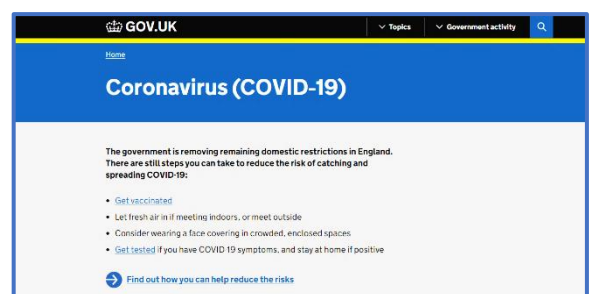 GOV.UK
Topics
Government activity
Home
Coronavirus (COVID-19)
The government is removing remaining domestic restrictions in England.
There are still steps you can take to reduce the risk of catching and
spreading COVID-19:
• Get vaccinated
• Let fresh air in if meeting indoors, or meet outside
• Consider wearing a face covering in crowded, enclosed spaces
• Get tested if you have COVID-19 symptoms, and stay at home if positive
Find out how you can help reduce the risks